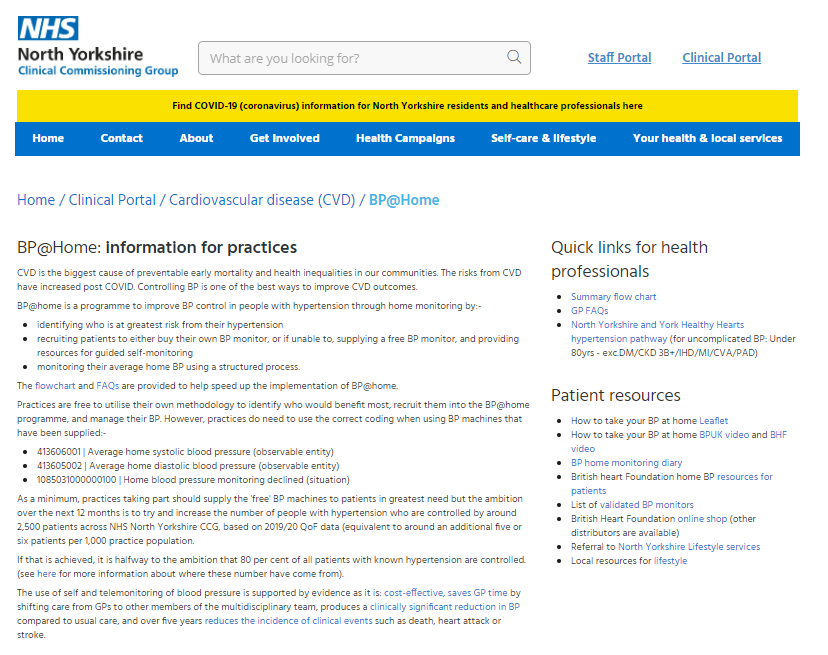 NHS
North Yorkshire
Clinical Commissioning Group
What are you looking for?
Staff Portal
Clinical Portal
Find COVID-19 (coronavirus) information for North Yorkshire residents and healthcare professionals here
Home
Contact
About
Get Involved
Health Campaigns
Self-care & lifestyle
Your health & local services
Home / Clinical Portal / Cardiovascular disease (CVD) / BP@Home
BP@Home: Information for practices
CVD is the biggest cause of preventable early mortality and health inequalities in our communities. The risks from CVD
have increased post COVID. Controlling BP is one of the best ways to improve CVD outcomes.
BP@home is a programme to improve BP control in people with hypertension through home monitoring by:-
identifying who is at greatest risk from their hypertension
recruiting patients to either buy their own BP monitor, or if unable to, supplying a free BP monitor, and providing
resources for guided self-monitoring
monitoring their average home BP using a structured process.
The flowchart and FAQs are provided to help speed up the implementation of BP@home.
Practices are free to utilise their own methodology to identify who would benefit most, recruit them into the BP@home
programme, and manage their BP. However, practices do need to use the correct coding when using BP machines that
have been supplied:-
413606001 | Average home systolic blood pressure (observable entity)
413605002 | Average home diastolic blood pressure (observable entity)
1085031000000100 | Home blood pressure monitoring declined (situation)
As a minimum, practices taking part should supply the 'free' BP machines to patients in greatest need but the ambition
over the next 12 months is to try and increase the number of people with hypertension who are controlled by around
2,500 patients across NHS North Yorkshire CCG, based on 2019/20 QoF data (equivalent to around an additional five or
six patients per 1,000 practice population.
If that is achieved, it is halfway to the ambition that 80 per cent of all patients with known hypertension are controlled.
(see here for more information about where these number have come from).
The use of self and telemonitoring of blood pressure is supported by evidence as it is: cost-effective, saves GP time by
shifting care from GPs to other members of the multidisciplinary team, produces a clinically significant reduction in BP
compared to usual care, and over five years reduces the incidence of clinical events such as death, heart attack or
stroke.
Quick links for health
professionals
Summary flow chart
GP FAQs
North Yorkshire and York Healthy Hearts
hypertension pathway (for uncomplicated BP: Under
80yrs - exc.DM/CKD 3B+/IHD/MI/CVA/PAD)
Patient resources
How to take your BP at home Leaflet
How to take your BP at home BPUK video and BHF
video
BP home monitoring diary
British heart Foundation home BP resources for
patients
List of validated BP monitors
British Heart Foundation online shop (other
distributors are available)
Referral to North Yorkshire Lifestyle services
Local resources for lifestyle